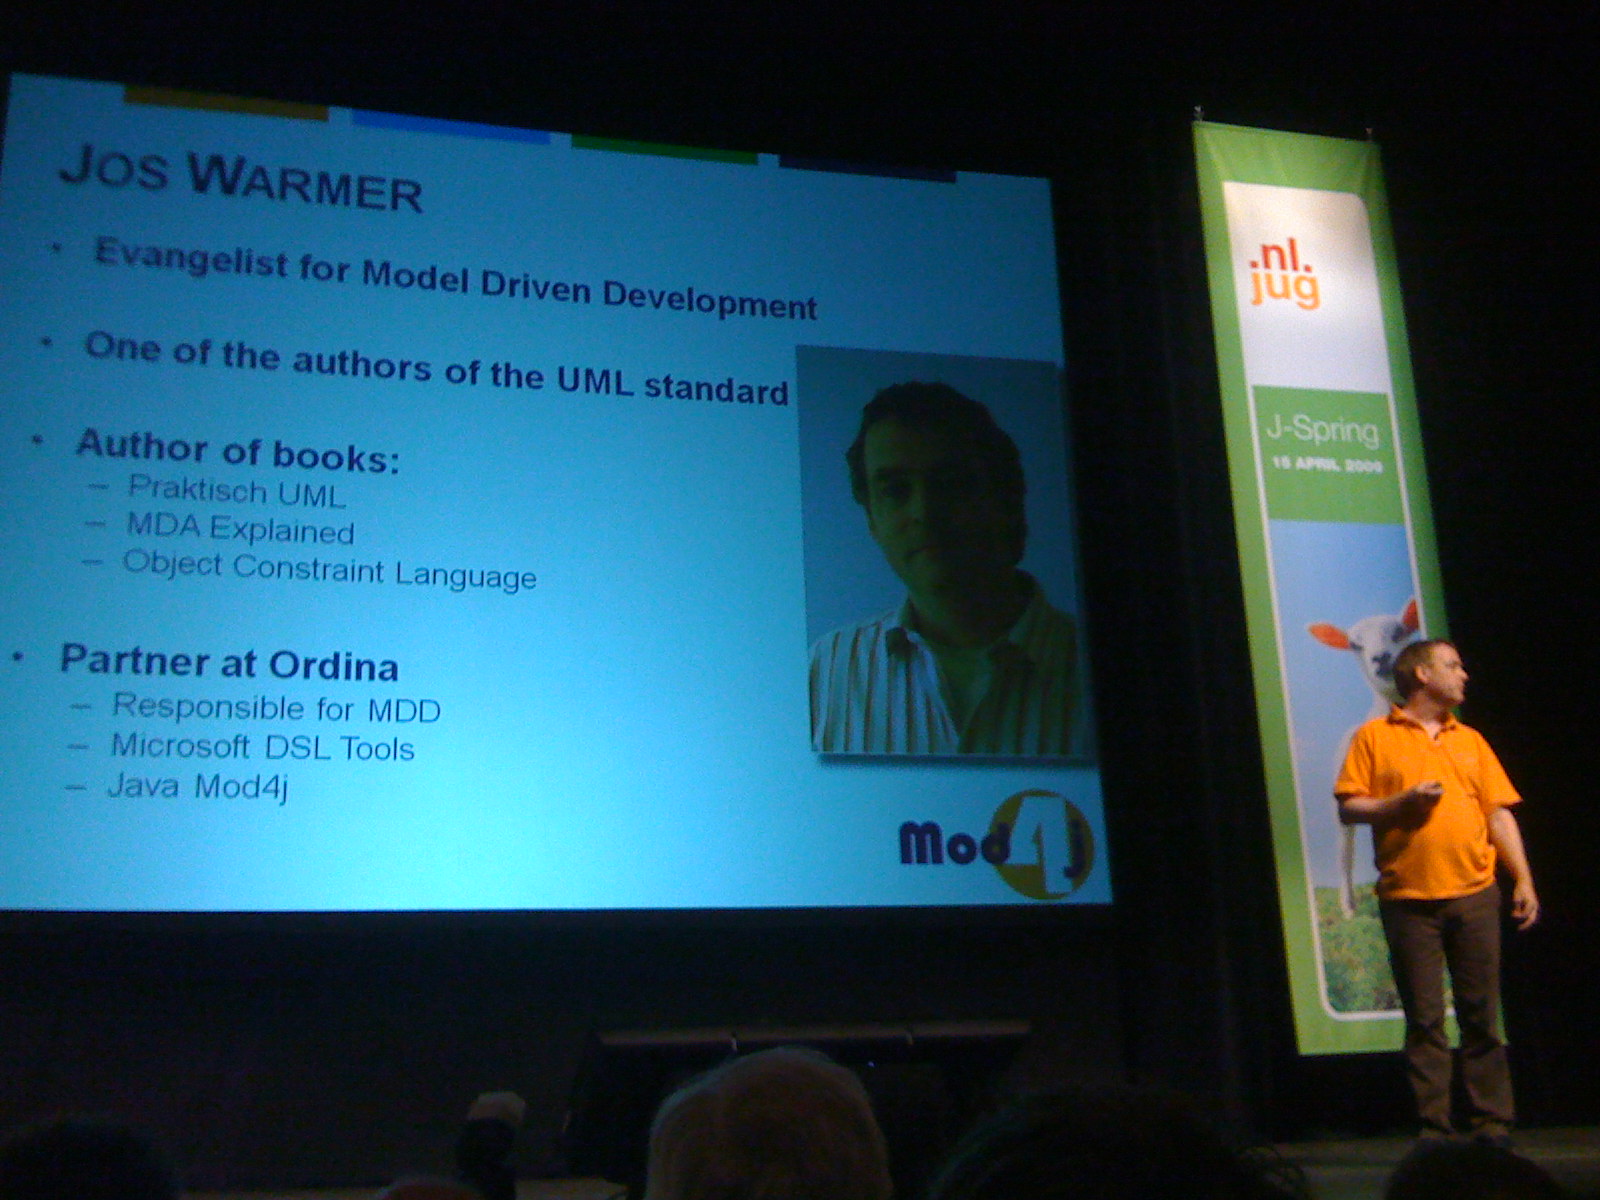 JOS WARMER
• Evangelist for Model Driven Development
• One of the authors of the UML standard
• Author of books:
– Praktisch UML
– MDA Explained
– Object Constraint Language
• Partner at Ordina
– Responsible for MDD
– Microsoft DSL Tools
– Java Mod4j
Mod4j
.nl.
jug
J-Spring
15 APRIL 2009